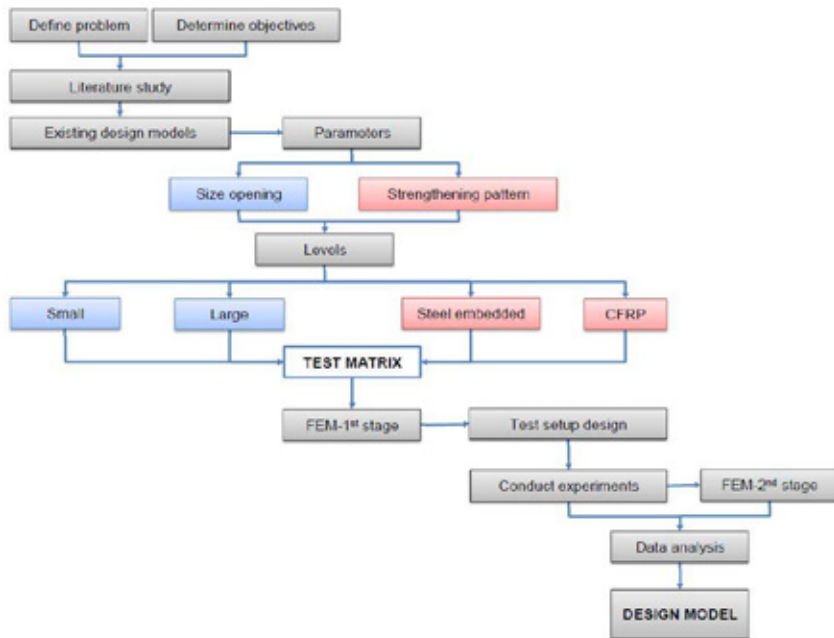 Define problem
Determine objectives
Literature study
Existing design models
Paramotors
Size opening
Strengthening pattern
Levels
Small
Large
Steel embedded
CFRP
TEST MATRIX
FEM-1st stage
Test setup design
Conduct experiments
FEM-2nd stage
Data analysis
DESIGN MODEL